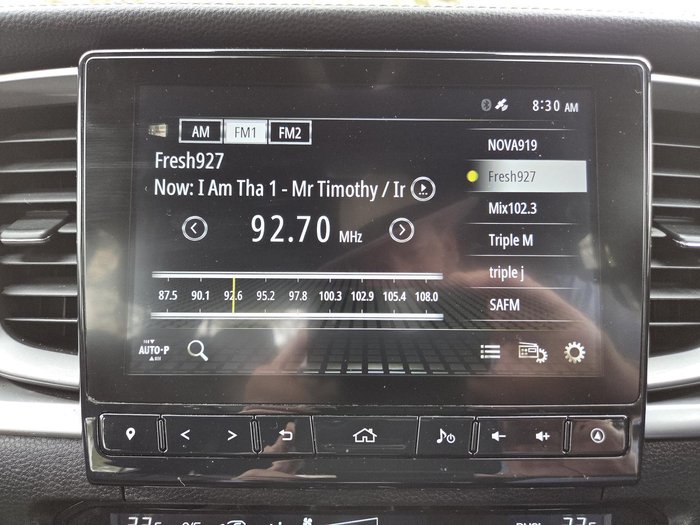 8:30 AM
AM FM1 FM2
Fresh927
Now: I Am Tha 1 - Mr Timothy / Ir
92.70 MHz
87.5 90.1 92.6 95.2 97.8 100.3 102.9 105.4 108.0
AUTO-P
NOVA919
Fresh927
Mix102.3
Triple M
triple j
SAFM